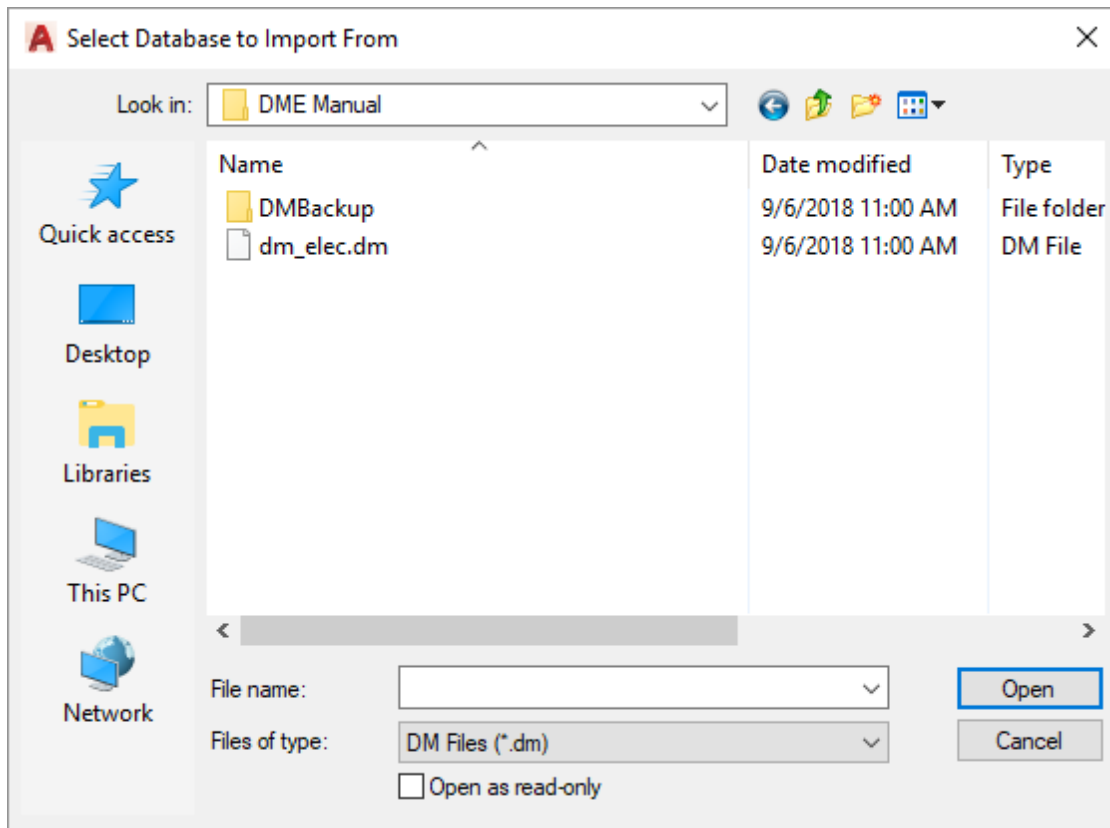 Select Database to Import From
Look in: DME Manual
Name Date modified Type
DMBackup 9/6/2018 11:00 AM File folder
dm_elec.dm 9/6/2018 11:00 AM DM File
Quick access
Desktop
Libraries
This PC
Network
File name: Open
Files of type: DM Files (*.dm) Cancel
Open as read-only